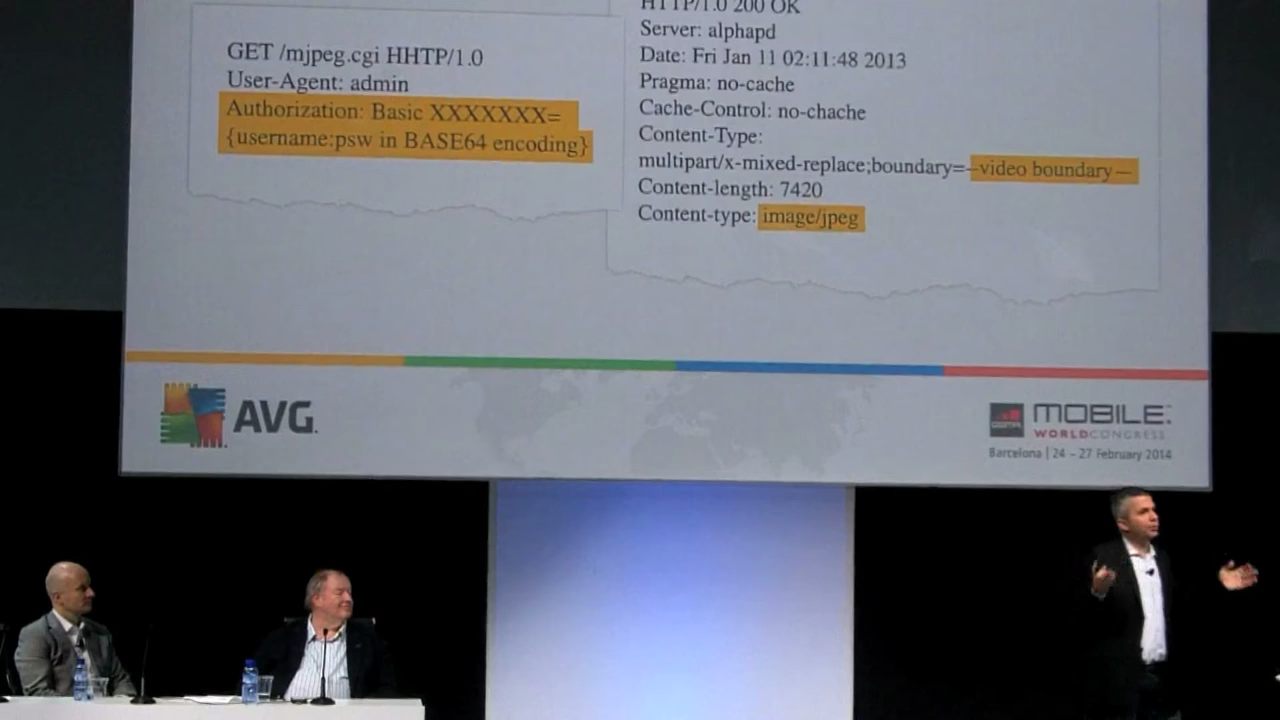 GET /mjpeg.cgi HHTP/1.0
User-Agent: admin
Authorization: Basic XXXXXXX=
{username:psw in BASE64 encoding}
HTTP/1.0 200 OK
Server: alphapd
Date: Fri Jan 11 02:11:48 2013
Pragma: no-cache
Cache-Control: no-chache
Content-Type:
multipart/x-mixed-replace;boundary=--video boundary--
Content-length: 7420
Content-type: image/jpeg
AVG.
GSMA
MOBILE
WORLDCONGRESS
Barcelona | 24 – 27 February 2014